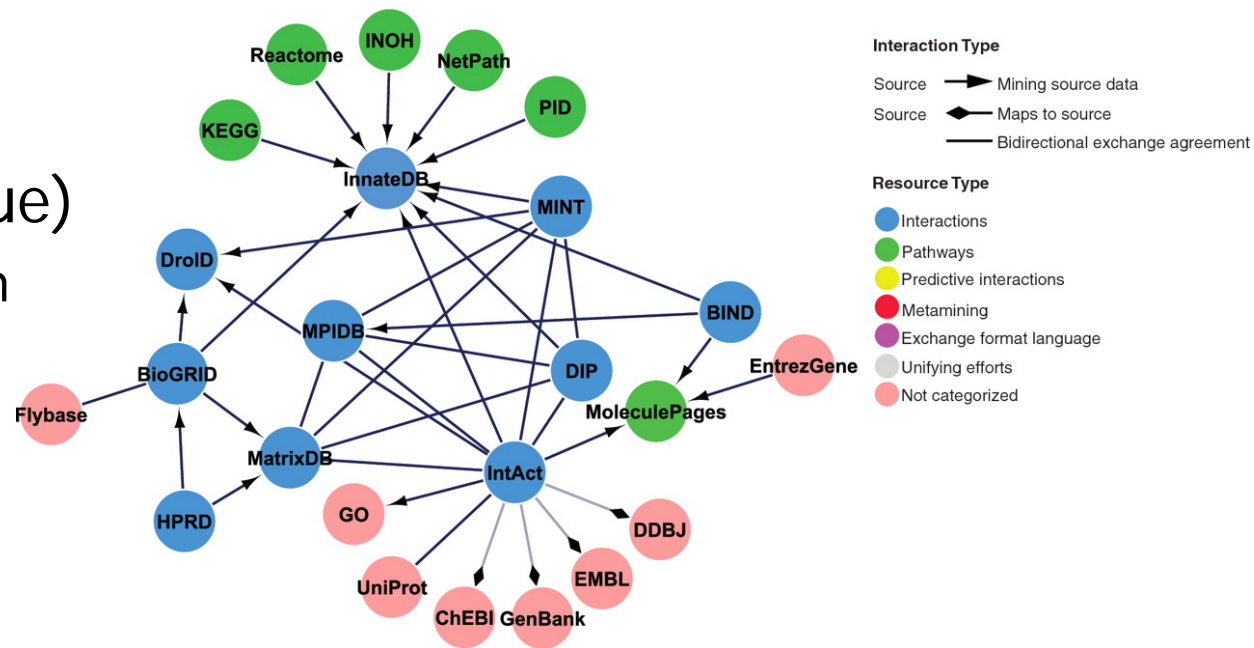 ue)
n
Reactome
INOH
NetPath
PID
KEGG
InnateDB
MINT
DroID
MPIDB
BIND
BioGRID
DIP
EntrezGene
MoleculePages
Flybase
MatrixDB
IntAct
HPRD
GO
DDBJ
UniProt
EMBL
ChEBI
GenBank
Interaction Type
Source Mining source data
Source Maps to source
Bidirectional exchange agreement
Resource Type
Interactions
Pathways
Predictive interactions
Metamining
Exchange format language
Unifying efforts
Not categorized